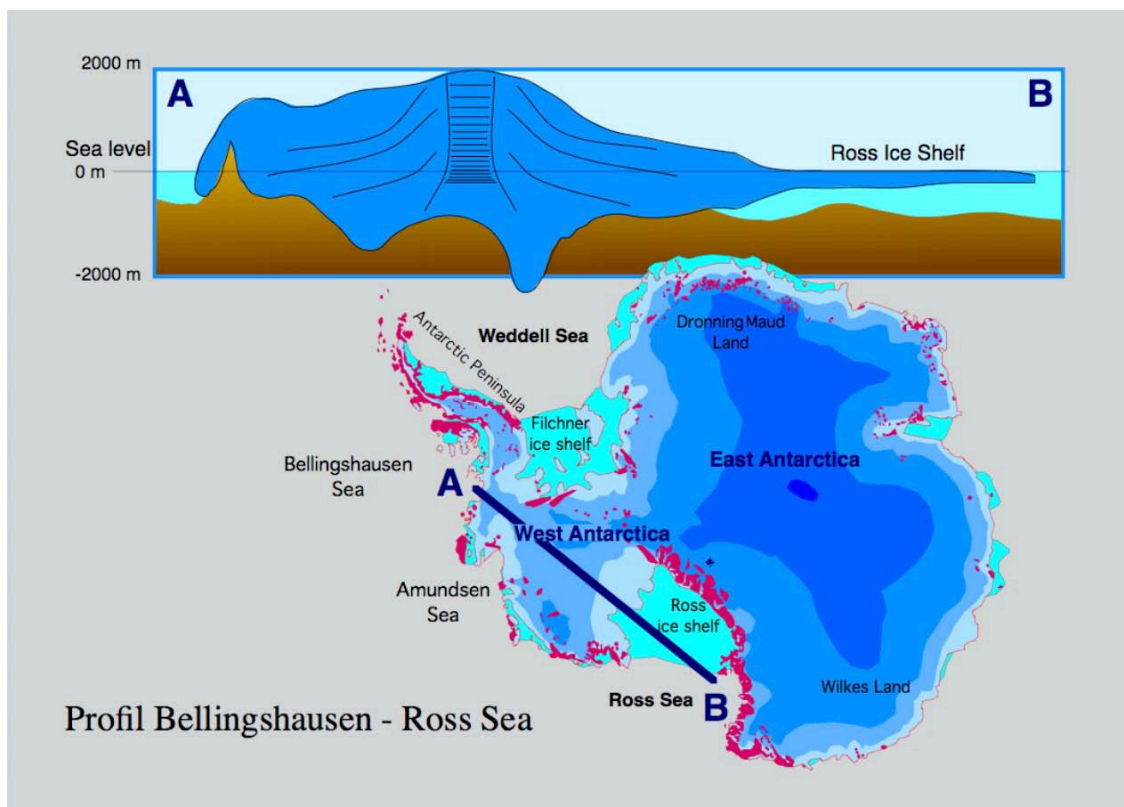 2000 m
A
B
Sea level
0 m
Ross Ice Shelf
-2000 m
Antarctic Peninsula
Weddell Sea
Dronning Maud
Land
Filchner
ice shelf
East Antarctica
Bellingshausen
Sea
A
West Antarctica
Amundsen
Sea
Ross
ice shelf
Wilkes Land
Ross Sea
B
Profil Bellingshausen - Ross Sea